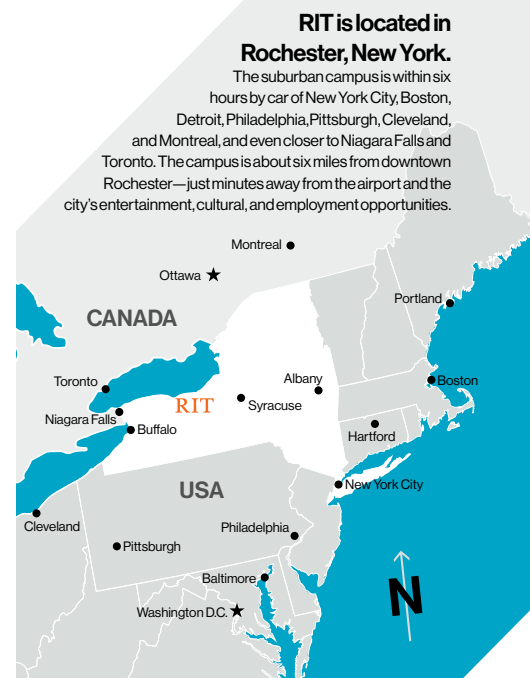 RIT is located in
Rochester, New York.
The suburban campus is within six
hours by car of New York City, Boston,
Detroit, Philadelphia, Pittsburgh, Cleveland,
and Montreal, and even closer to Niagara Falls and
Toronto. The campus is about six miles from downtown
Rochester—just minutes away from the airport and the
city's entertainment, cultural, and employment opportunities.
Montreal
Ottawa
Portland
CANADA
Toronto
Albany
Boston
RIT
Syracuse
Niagara Falls
Buffalo
Hartford
USA
New York City
Cleveland
Philadelphia
Pittsburgh
Baltimore
N
Washington D.C.